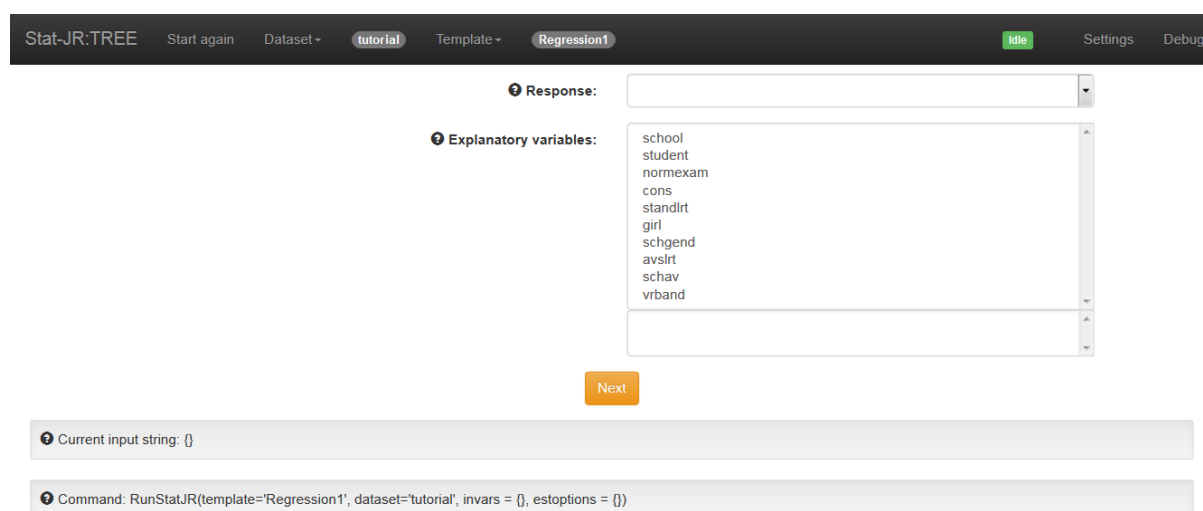 Stat-JR:TREE Start again Dataset tutorial Template Regression1 Idle Settings Debug
Response:
Explanatory variables:
school
student
normexam
cons
standlrt
girl
schgend
avslrt
schav
vrband
Next
Current input string: {}
Command: RunStatJR(template='Regression1', dataset='tutorial', invars = {}, estoptions = {})